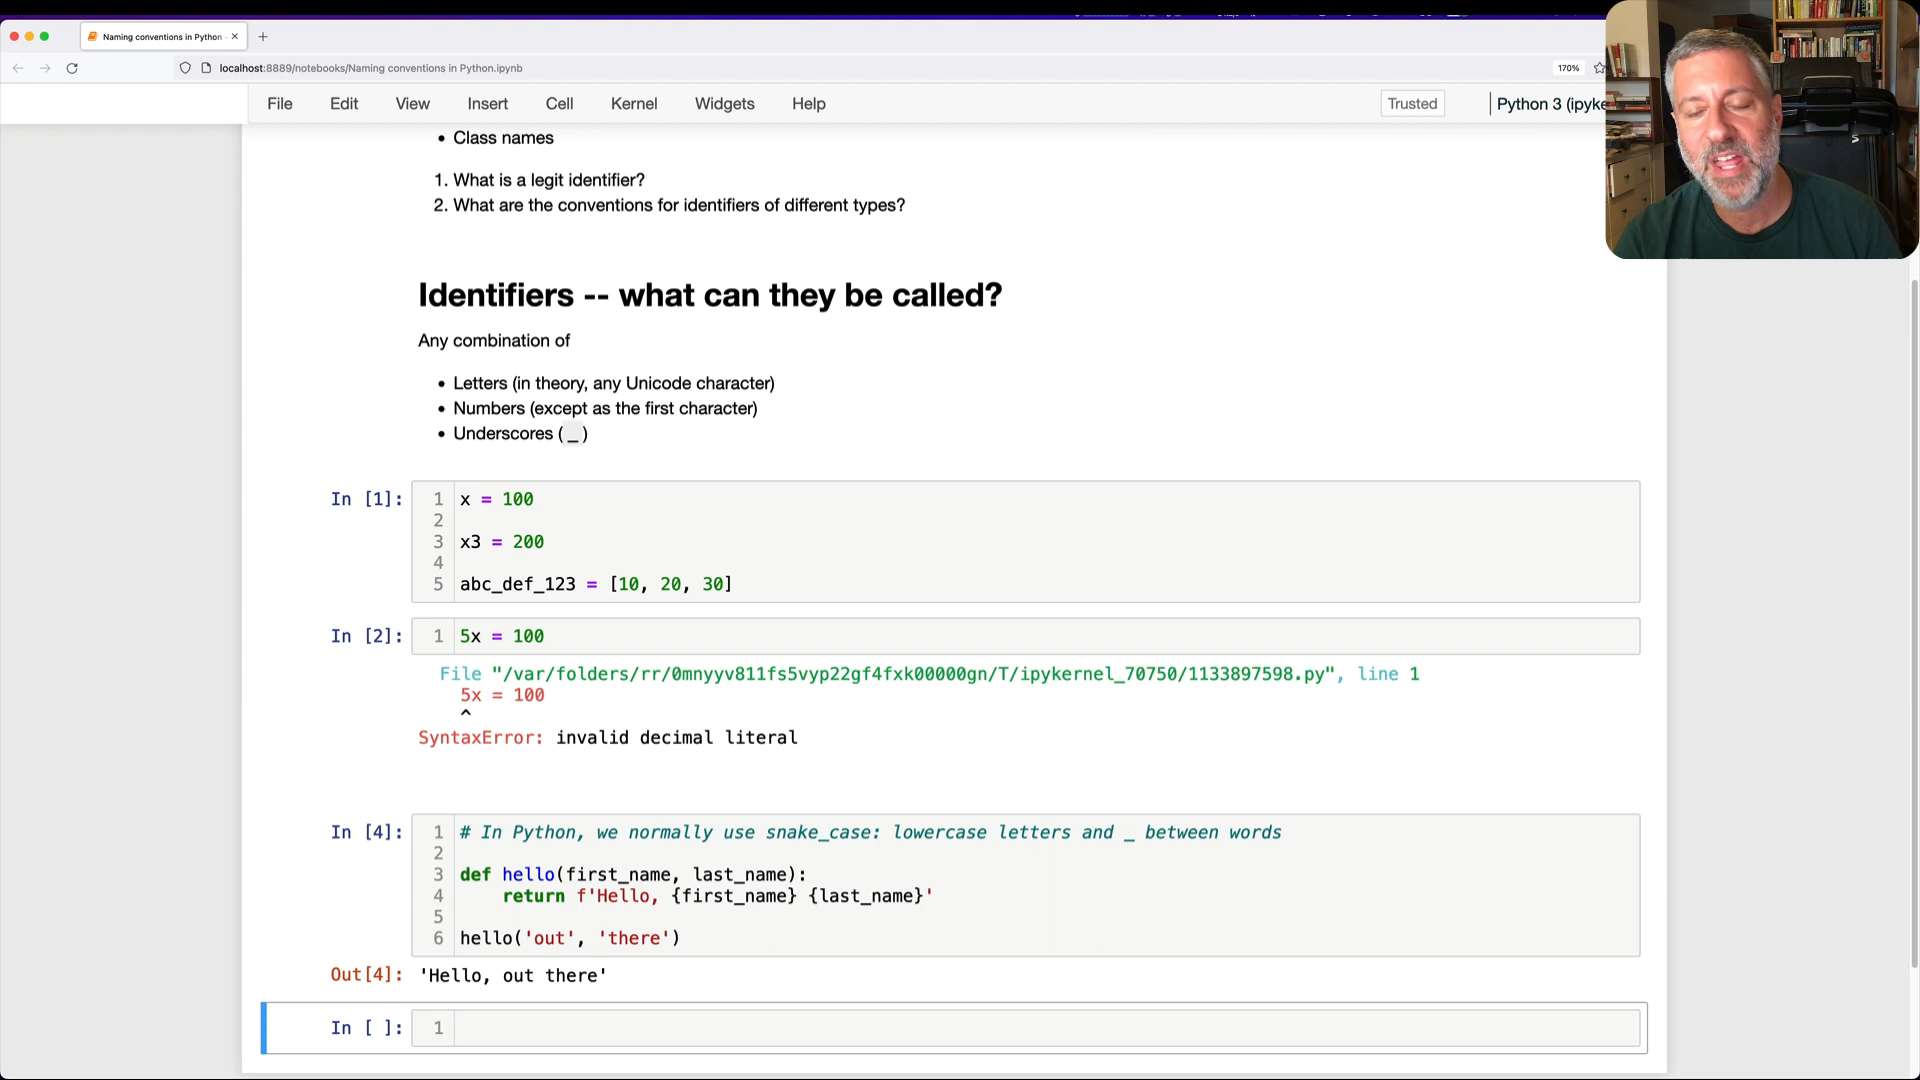 Naming conventions in Python -
localhost:8889/notebooks/Naming conventions in Python.ipynb
170%
File Edit View Insert Cell Kernel Widgets Help
Trusted
Python 3 (ipyke
• Class names
1. What is a legit identifier?
2. What are the conventions for identifiers of different types?
Identifiers -- what can they be called?
Any combination of
• Letters (in theory, any Unicode character)
• Numbers (except as the first character)
• Underscores ( _ )
In [1]:
1 x = 100
2
3 x3 = 200
4
5 abc_def_123 = [10, 20, 30]
In [2]:
1 5x = 100
File "/var/folders/rr/0mnyyv811fs5vyp22gf4fxk00000gn/T/ipykernel_70750/1133897598.py", line 1
5x = 100
^
SyntaxError: invalid decimal literal
In [4]:
1 # In Python, we normally use snake_case: lowercase letters and _ between words
2
3 def hello(first_name, last_name):
4 return f'Hello, {first_name} {last_name}'
5
6 hello('out', 'there')
Out[4]: 'Hello, out there'
In [ ]:
1